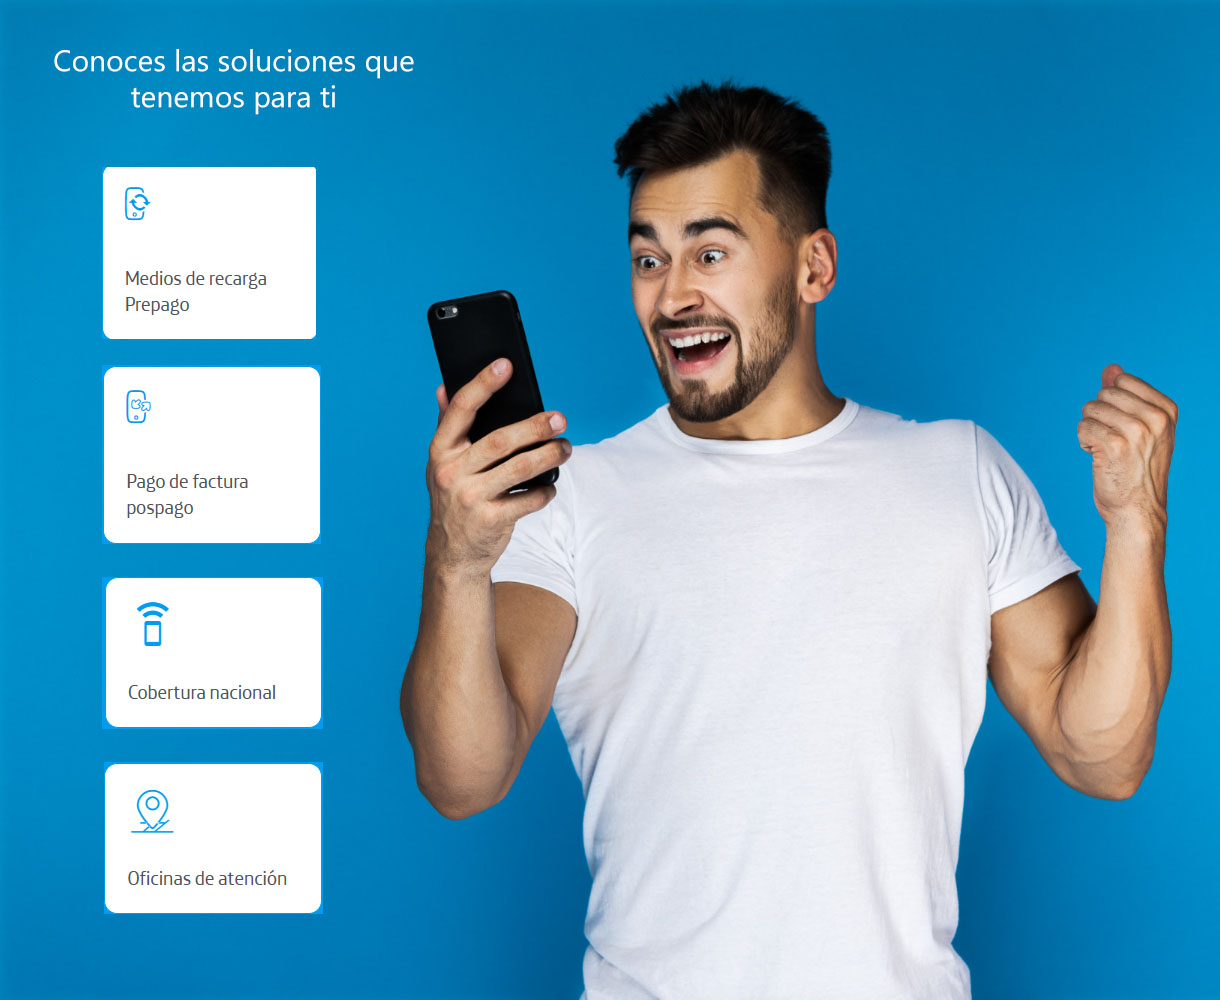 Conoces las soluciones que
tenemos para ti
Medios de recarga
Prepago
Pago de factura
pospago
Cobertura nacional
Oficinas de atención